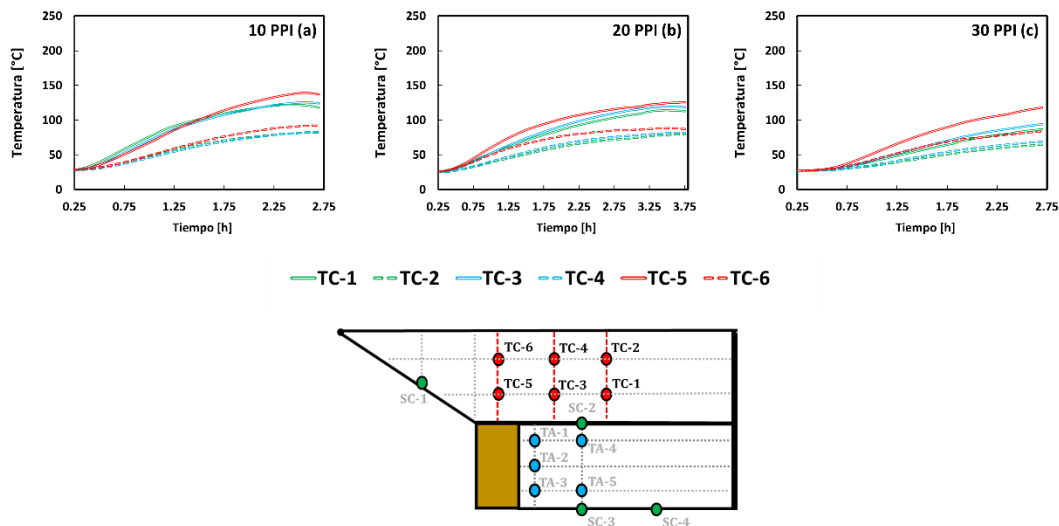 10 PPI (a)
Temperatura [°C]
250
200
150
100
50
0
0.25 0.75 1.25 1.75 2.25 2.75
Tiempo [h]
20 PPI (b)
Temperatura [°C]
250
200
150
100
50
0
0.25 0.75 1.25 1.75 2.25 2.75 3.25 3.75
Tiempo [h]
30 PPI (c)
Temperatura [°C]
250
200
150
100
50
0
0.25 0.75 1.25 1.75 2.25 2.75
Tiempo [h]
TC-1 TC-2 TC-3 TC-4 TC-5 TC-6
TC-6 TC-4 TC-2
TC-5 TC-3 TC-1
SC-1
SC-2
TA-1
TA-4
TA-2
TA-3 TA-5
SC-3 SC-4